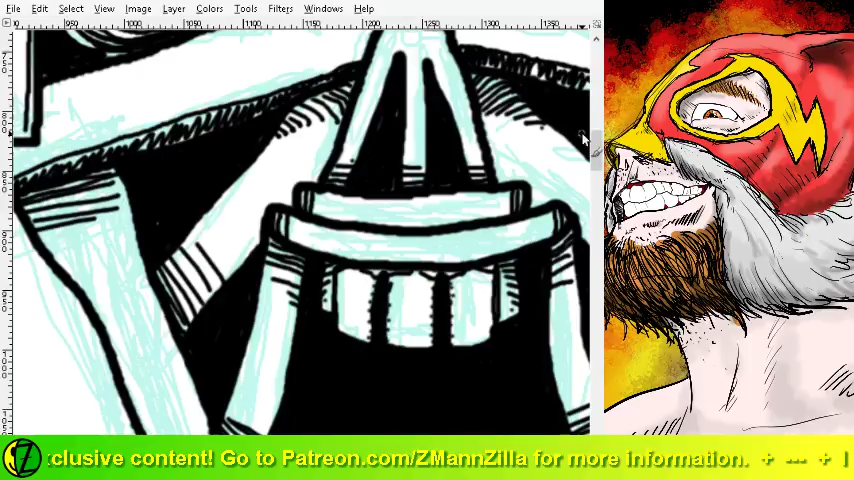 File Edit Select View Image Layer Colors Tools Filters Windows Help
1000 1050 1100 1150 1200 1250 1300 1350
xclusive content! Go to Patreon.com/ZMannZilla for more information. + --- +